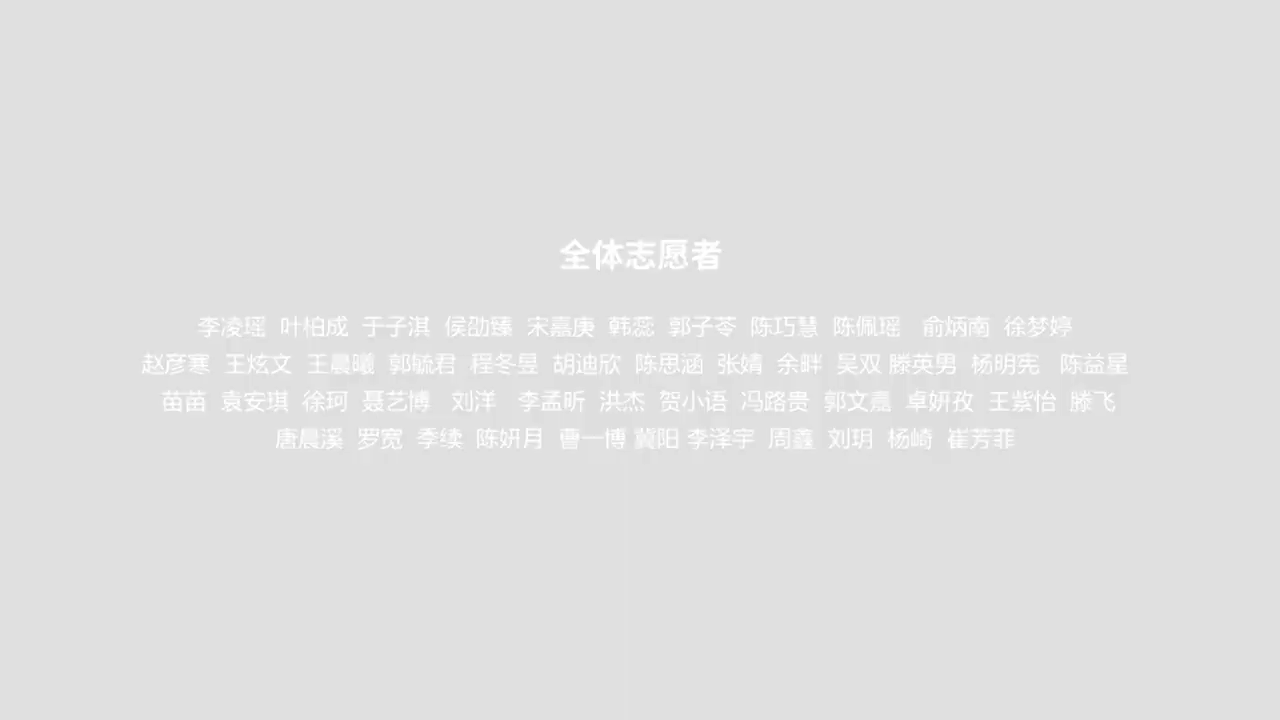 全体志愿者
李凌瑶 叶柏成 于子淇 侯劭臻 宋嘉庚 韩蕊 郭子苓 陈巧慧 陈佩瑶 俞炳南 徐梦婷
赵彦寒 王炫文 王晨曦 郭毓君 程冬昱 胡迪欣 陈思涵 张婧 余畔 吴双 滕英男 杨明宪 陈益星
苗苗 袁安琪 徐珂 聂艺博 刘洋 李孟昕 洪杰 贺小语 冯路贵 郭文嘉 卓妍孜 王紫怡 滕飞
唐晨溪 罗宽 季续 陈妍月 曹一博 冀阳 李泽宇 周鑫 刘玥 杨崎 崔芳菲